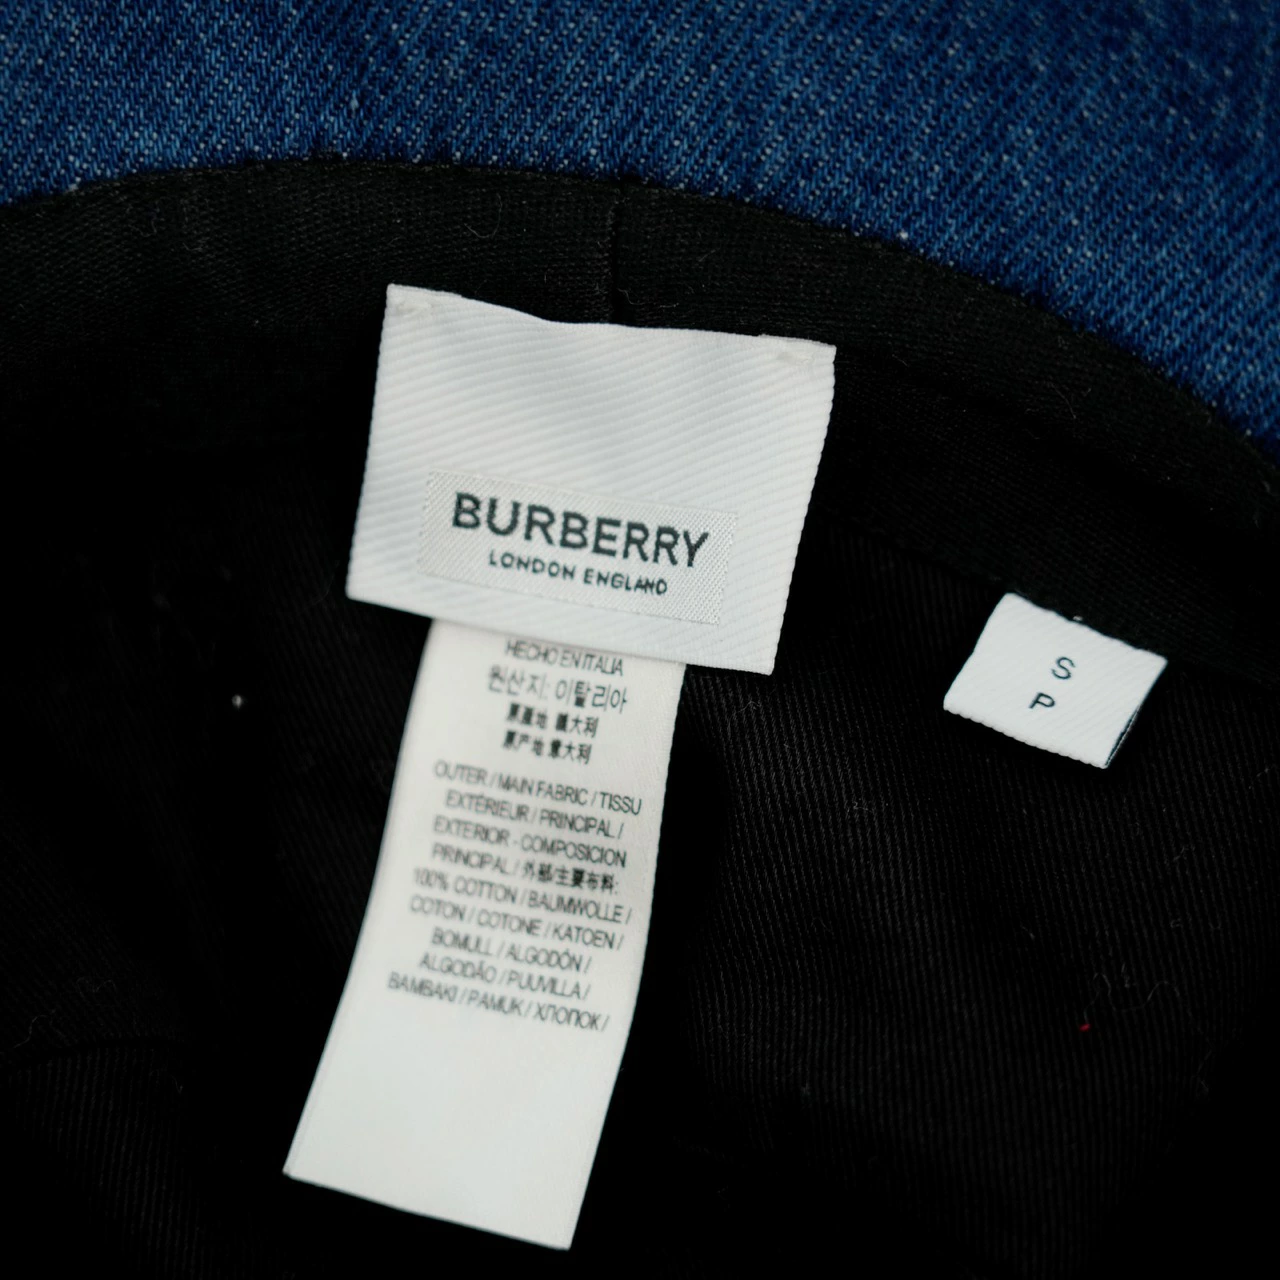 BURBERRY
LONDON ENGLAND
HECHO EN ITALIA
원산지: 이탈리아
原產地 義大利
原产地 意大利
OUTER / MAIN FABRIC / TISSU
EXTÉRIEUR / PRINCIPAL /
EXTERIOR - COMPOSICION
PRINCIPAL / 外部/主要布料:
100% COTTON / BAUMWOLLE /
COTON / COTONE / KATOEN /
BOMULL / ALGODÓN /
ALGODÃO / PUUVILLA /
BAMBAKI / PAMUK / ХЛОПОК /
S
P